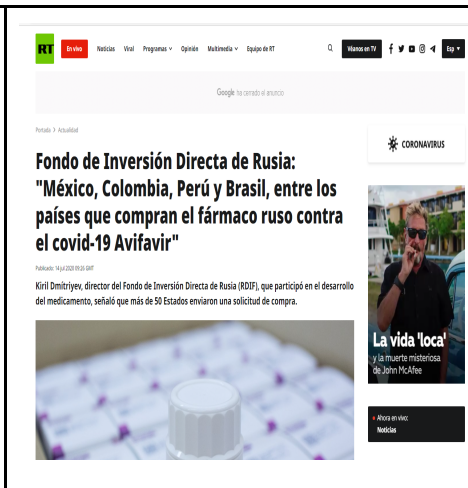 RT
En vivo
Noticias
Viral
Programas
Opinión
Multimedia
Equipo de RT
Véanos en TV
Esp
Google ha cerrado el anuncio
Portada > Actualidad
Fondo de Inversión Directa de Rusia:
"México, Colombia, Perú y Brasil, entre los
países que compran el fármaco ruso contra
el covid-19 Avifavir"
Publicado: 14 jul 2020 09:26 GMT
Kiril Dmítriyev, director del Fondo de Inversión Directa de Rusia (RDIF), que participó en el desarrollo
del medicamento, señaló que más de 50 Estados enviaron una solicitud de compra.
CORONAVIRUS
La vida 'loca'
y la muerte misteriosa
de John McAfee
Ahora en vivo:
Noticias